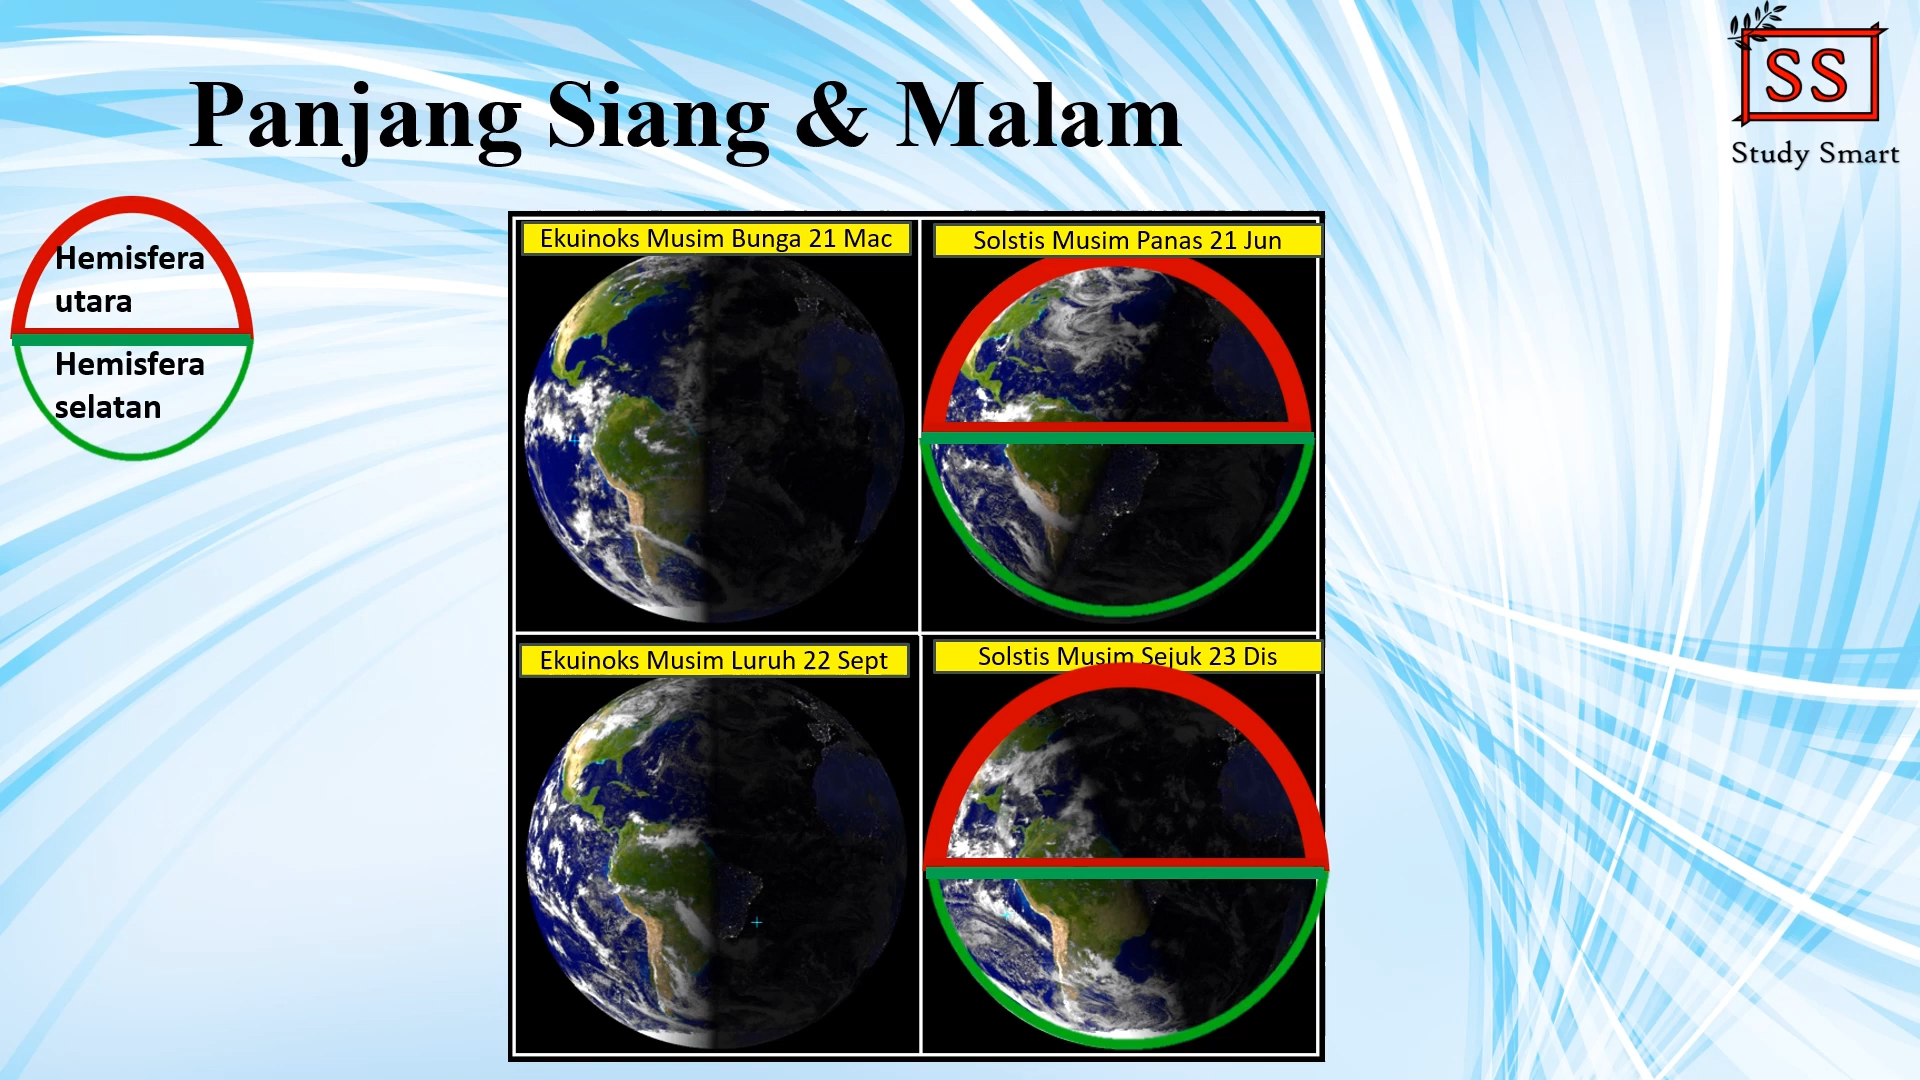 Panjang Siang & Malam
SS
Study Smart
Hemisfera
utara
Hemisfera
selatan
Ekuinoks Musim Bunga 21 Mac
Solstis Musim Panas 21 Jun
Ekuinoks Musim Luruh 22 Sept
Solstis Musim Sejuk 23 Dis